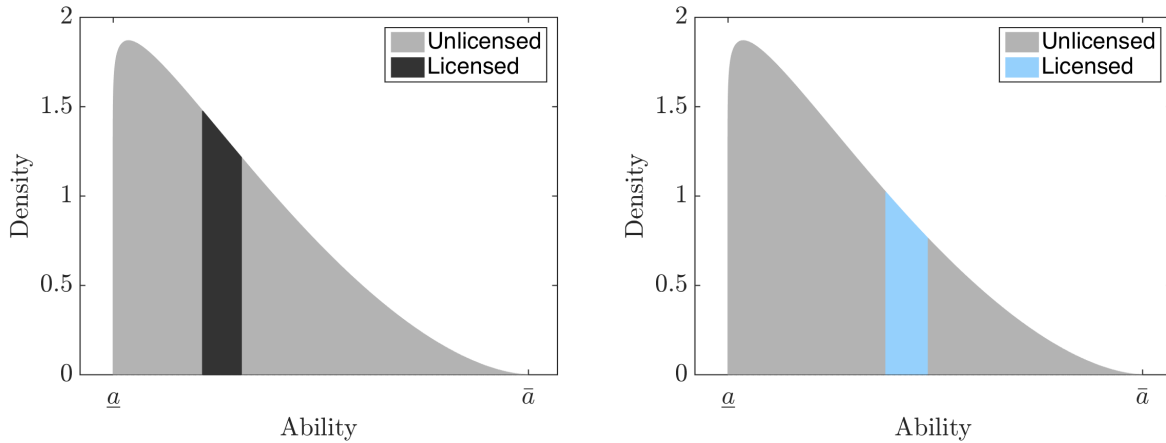 2
1.5
1
0.5
0
Density
Unlicensed
Licensed
a
ā
Ability
2
1.5
1
0.5
0
Density
Unlicensed
Licensed
a
ā
Ability